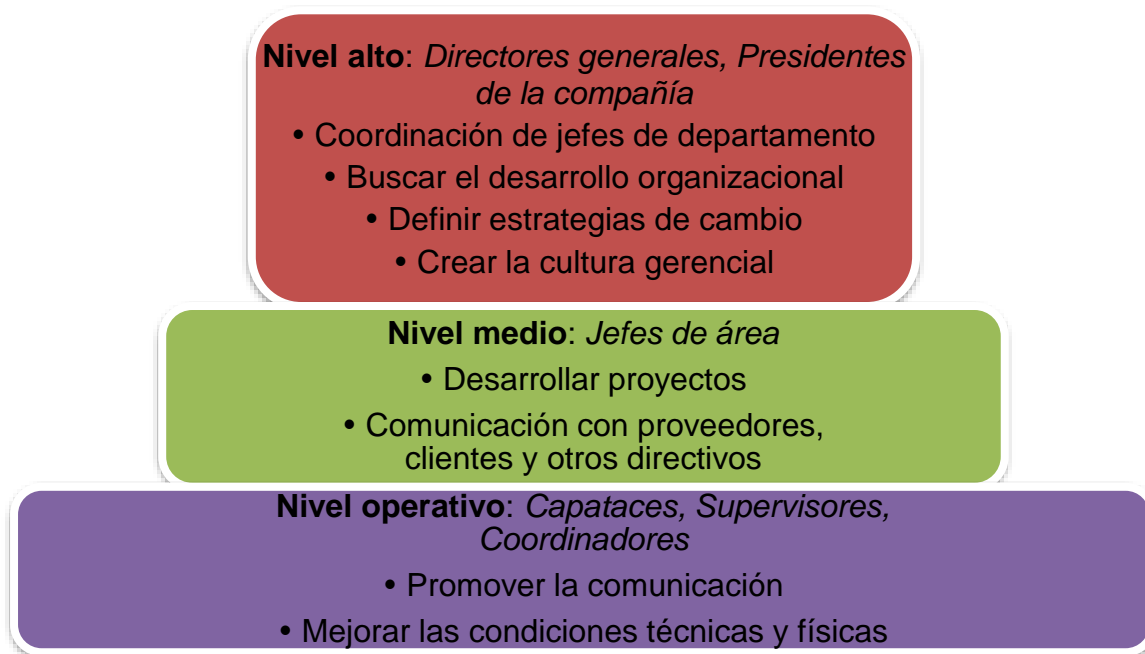 Nivel alto: Directores generales, Presidentes
de la compañía
• Coordinación de jefes de departamento
• Buscar el desarrollo organizacional
• Definir estrategias de cambio
• Crear la cultura gerencial
Nivel medio: Jefes de área
• Desarrollar proyectos
• Comunicación con proveedores,
clientes y otros directivos
Nivel operativo: Capataces, Supervisores,
Coordinadores
• Promover la comunicación
• Mejorar las condiciones técnicas y físicas